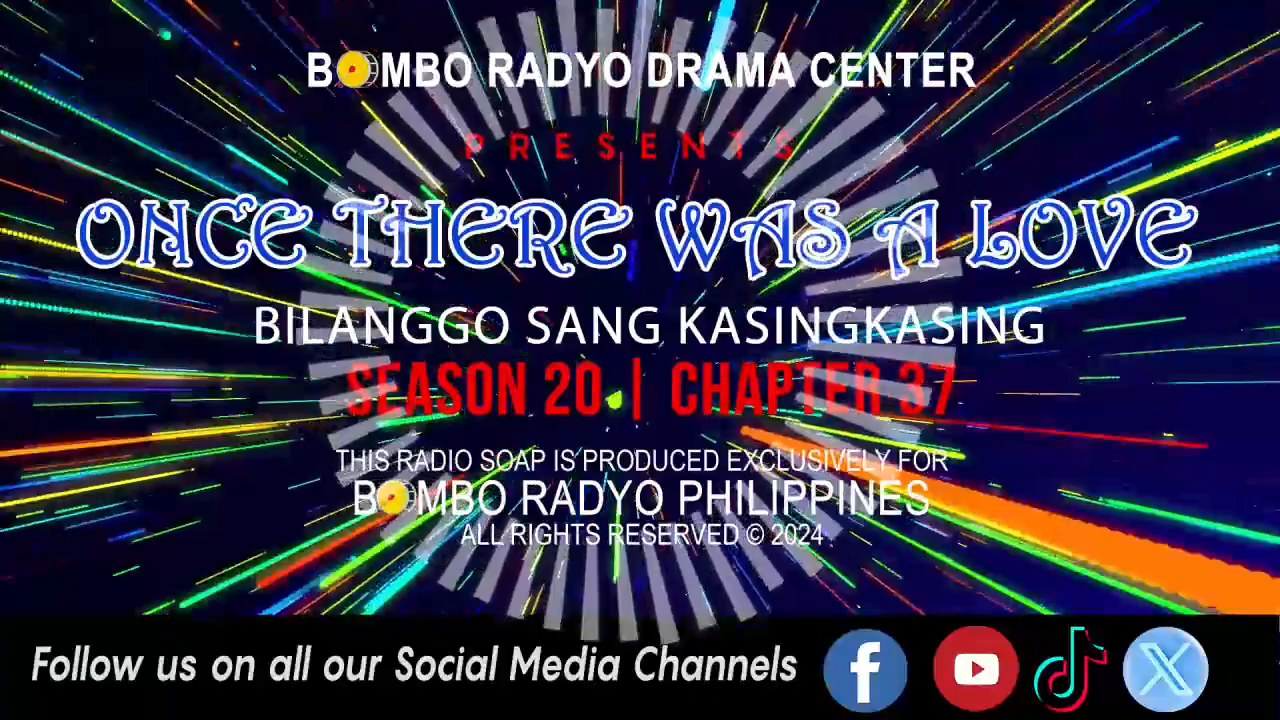 BOMBO RADYO DRAMA CENTER
PRESENTS
ONCE THERE WAS A LOVE
BILANGGO SANG KASINGKASING
SEASON 20 | CHAPTER 37
THIS RADIO SOAP IS PRODUCED EXCLUSIVELY FOR
BOMBO RADYO PHILIPPINES
ALL RIGHTS RESERVED © 2024
Follow us on all our Social Media Channels